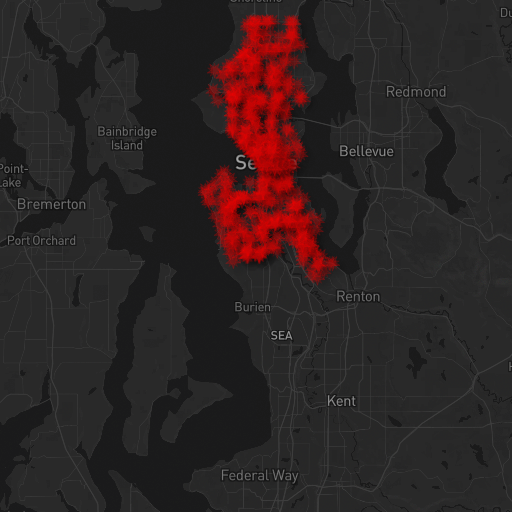 Redmond
Bainbridge
Island
Bellevue
Point-
Lake
Bremerton
Port Orchard
Renton
Burien
SEA
Kent
Federal Way